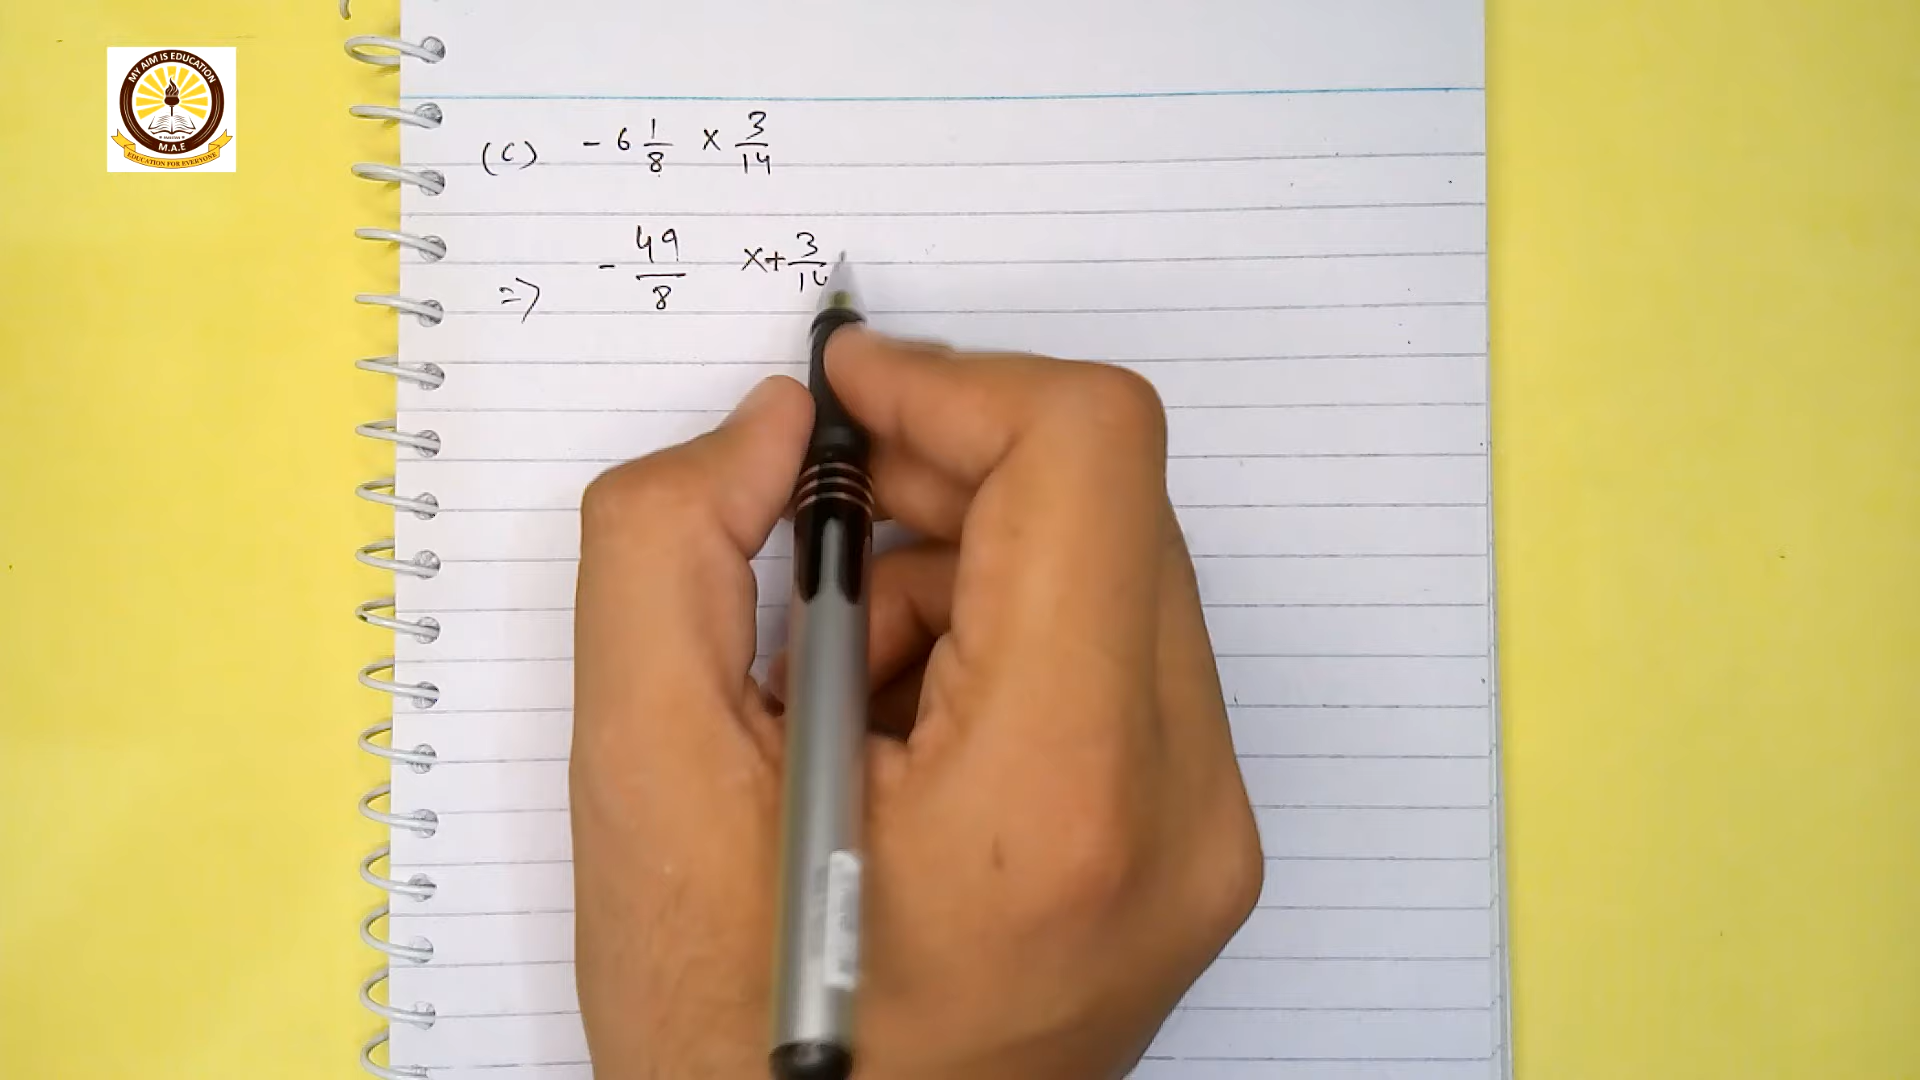 MY AIM IS EDUCATION
M.A.E
EDUCATION FOR EVERYONE
(C) - 6 1/8 × 3/14
=> - 49/8 ×+ 3/14